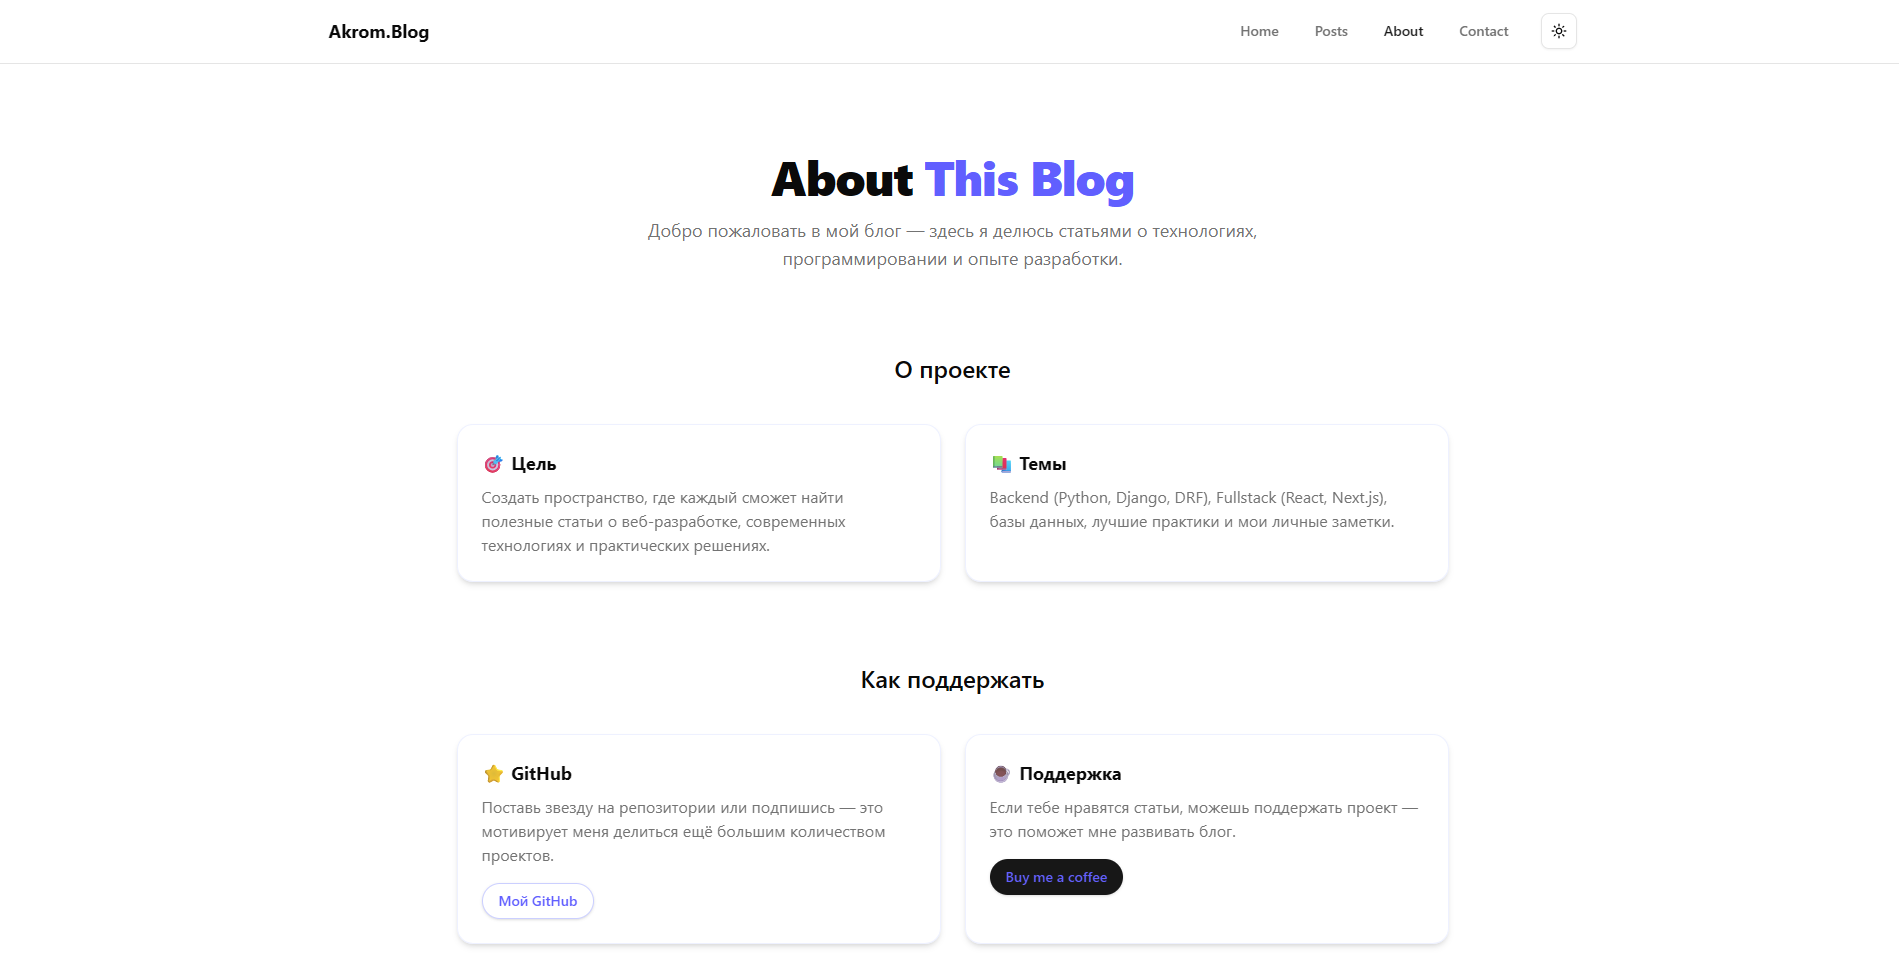 Akrom.Blog
Home Posts About Contact
About This Blog
Добро пожаловать в мой блог — здесь я делюсь статьями о технологиях,
программировании и опыте разработки.
О проекте
Цель
Создать пространство, где каждый сможет найти
полезные статьи о веб-разработке, современных
технологиях и практических решениях.
Темы
Backend (Python, Django, DRF), Fullstack (React, Next.js),
базы данных, лучшие практики и мои личные заметки.
Как поддержать
GitHub
Поставь звезду на репозитории или подпишись — это
мотивирует меня делиться ещё большим количеством
проектов.
Мой GitHub
Поддержка
Если тебе нравятся статьи, можешь поддержать проект —
это поможет мне развивать блог.
Buy me a coffee